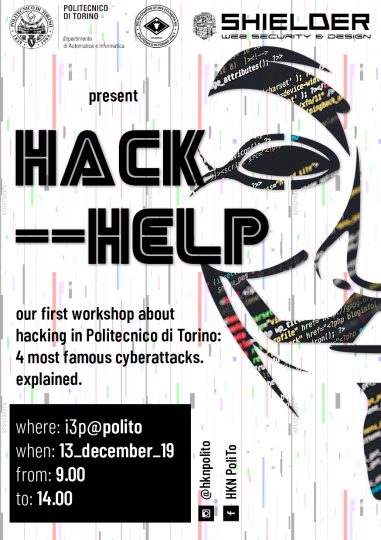 POLITECNICO
DI TORINO
Dipartimento
di Automatica e Informatica
SHIELDER
WEB SECURITY & DESIGN
present
HACK
--HELP
our first workshop about
hacking in Politecnico di Torino:
4 most famous cyberattacks.
explained.
where: i3p@polito
when: 13_december_19
from: 9.00
to: 14.00
@hknpolito
HKN PoliTo